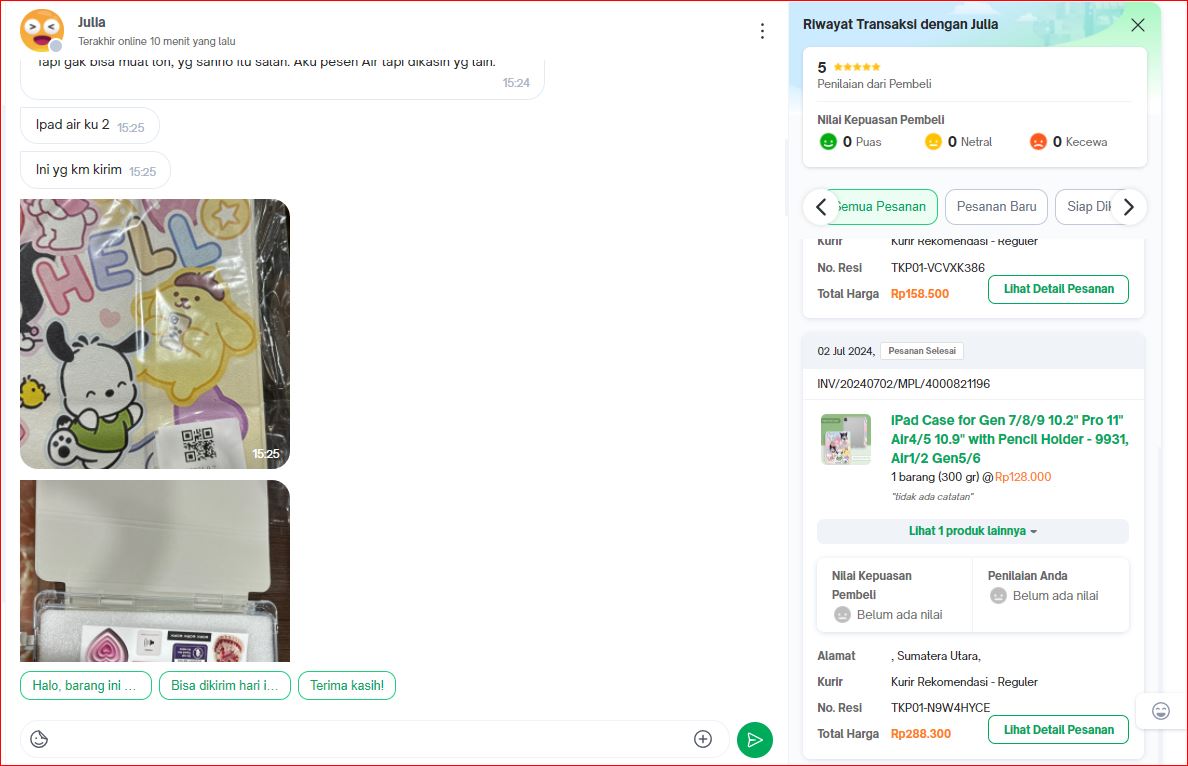 Julia
Terakhir online 10 menit yang lalu
Tapi gak bisa muat loh, yg sanrio itu salah. Aku pesen Air tapi dikasih yg lain.
15:24
Ipad air ku 2 15:25
Ini yg km kirim 15:25
HELL
15:25
Halo, barang ini ...
Bisa dikirim hari i...
Terima kasih!
Riwayat Transaksi dengan Julia
5
Penilaian dari Pembeli
Nilai Kepuasan Pembeli
0 Puas
0 Netral
0 Kecewa
Semua Pesanan
Pesanan Baru
Siap Dik
Kurir Kurir Rekomendasi - Reguler
No. Resi TKP01-VCVXK386
Total Harga Rp158.500
Lihat Detail Pesanan
02 Jul 2024, Pesanan Selesai
INV/20240702/MPL/4000821196
IPad Case for Gen 7/8/9 10.2" Pro 11"
Air4/5 10.9" with Pencil Holder - 9931,
Air1/2 Gen5/6
1 barang (300 gr) @Rp128.000
"tidak ada catatan"
Lihat 1 produk lainnya
Nilai Kepuasan
Pembeli
Belum ada nilai
Penilaian Anda
Belum ada nilai
Alamat , Sumatera Utara,
Kurir Kurir Rekomendasi - Reguler
No. Resi TKP01-N9W4HYCE
Total Harga Rp288.300
Lihat Detail Pesanan